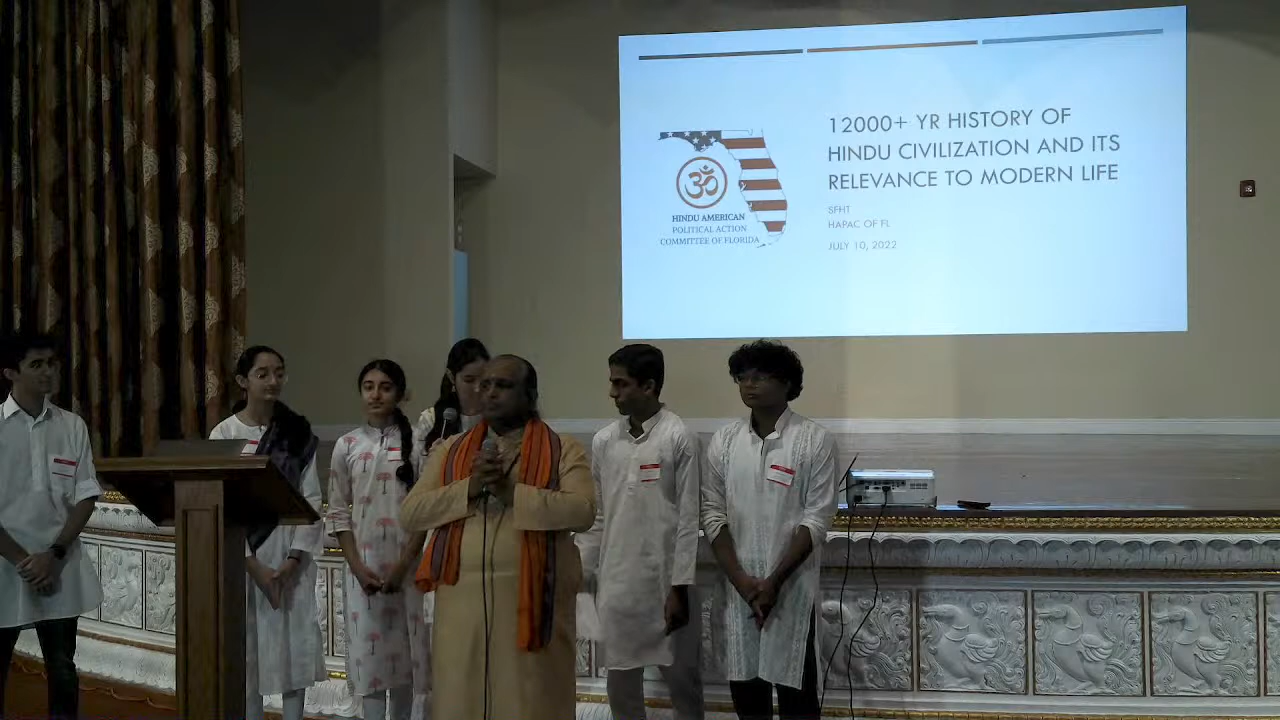 12000+ YR HISTORY OF
HINDU CIVILIZATION AND ITS
RELEVANCE TO MODERN LIFE
SFHT
HAPAC OF FL
JULY 10, 2022
ॐ
HINDU AMERICAN
POLITICAL ACTION
COMMITTEE OF FLORIDA